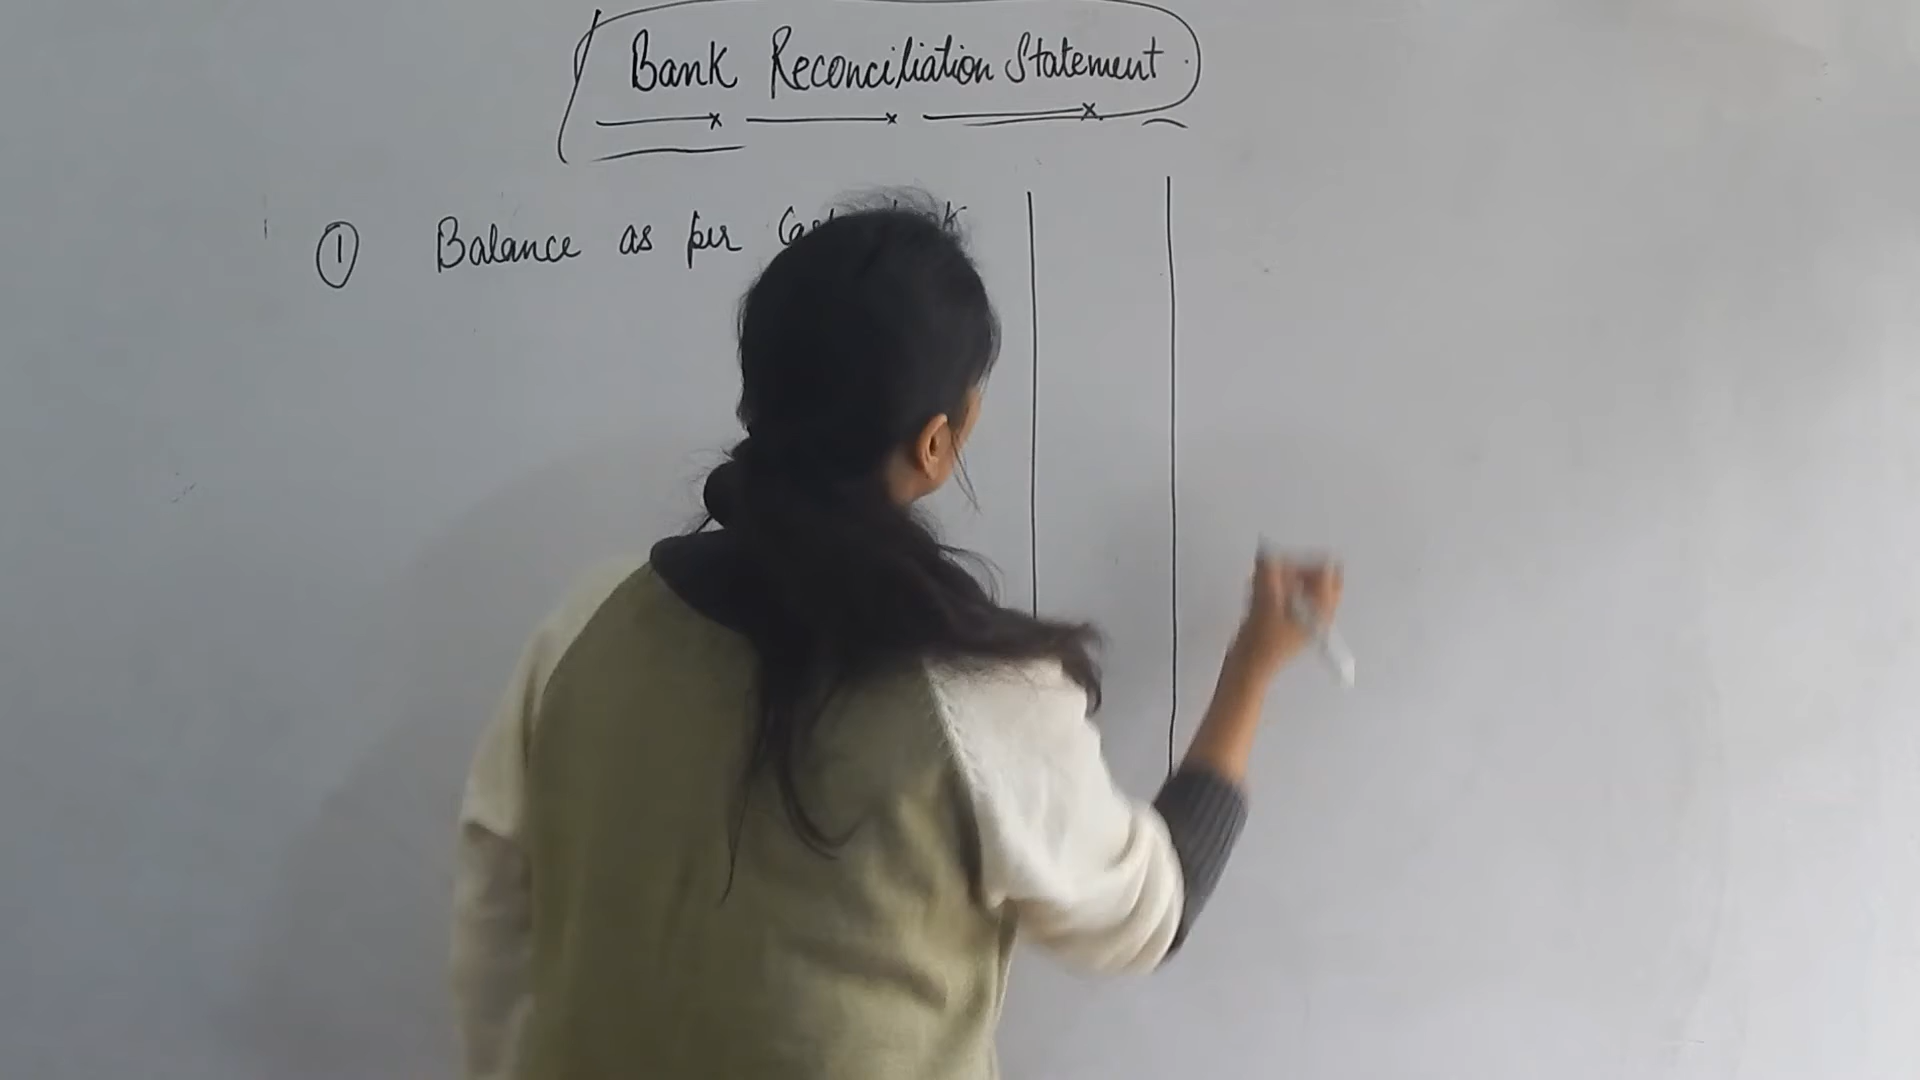 Bank Reconciliation Statement
① Balance as per